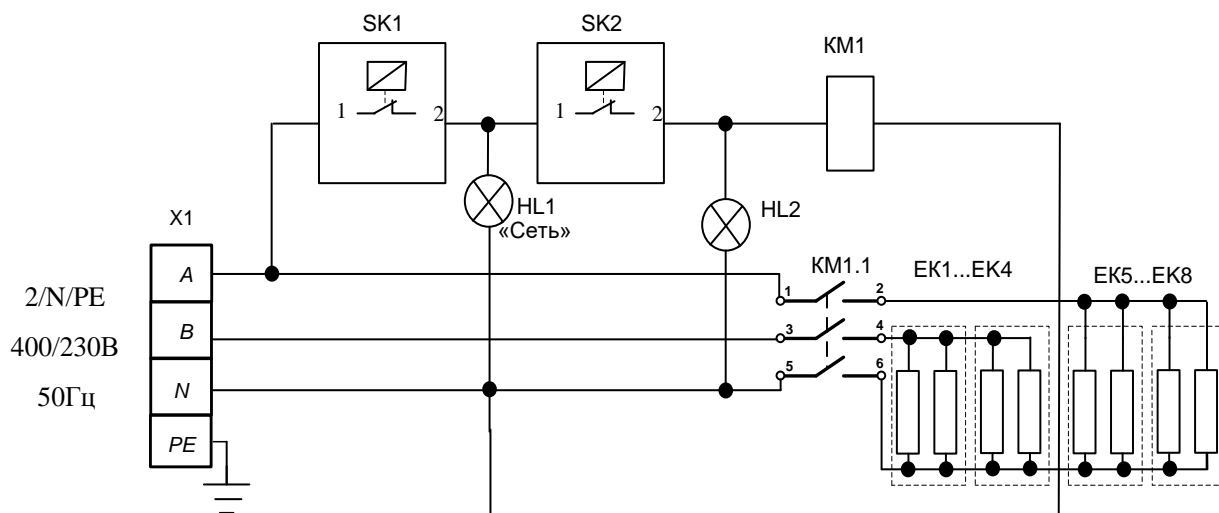 SK1
SK2
КМ1
1
2
1
2
HL1
«Сеть»
HL2
X1
2/N/PE
400/230В
50Гц
A
B
N
PE
КМ1.1
ЕК1...ЕК4
ЕК5...ЕК8
1
2
3
4
5
6